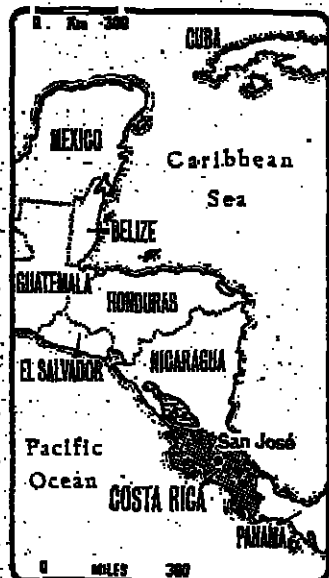 0 Km 300
CUBA
MEXICO
Caribbean
Sea
BELIZE
GUATEMALA
HONDURAS
EL SALVADOR
NICARAGUA
San José
Pacific
Ocean
COSTA RICA
PANAMA
0 MILES 300